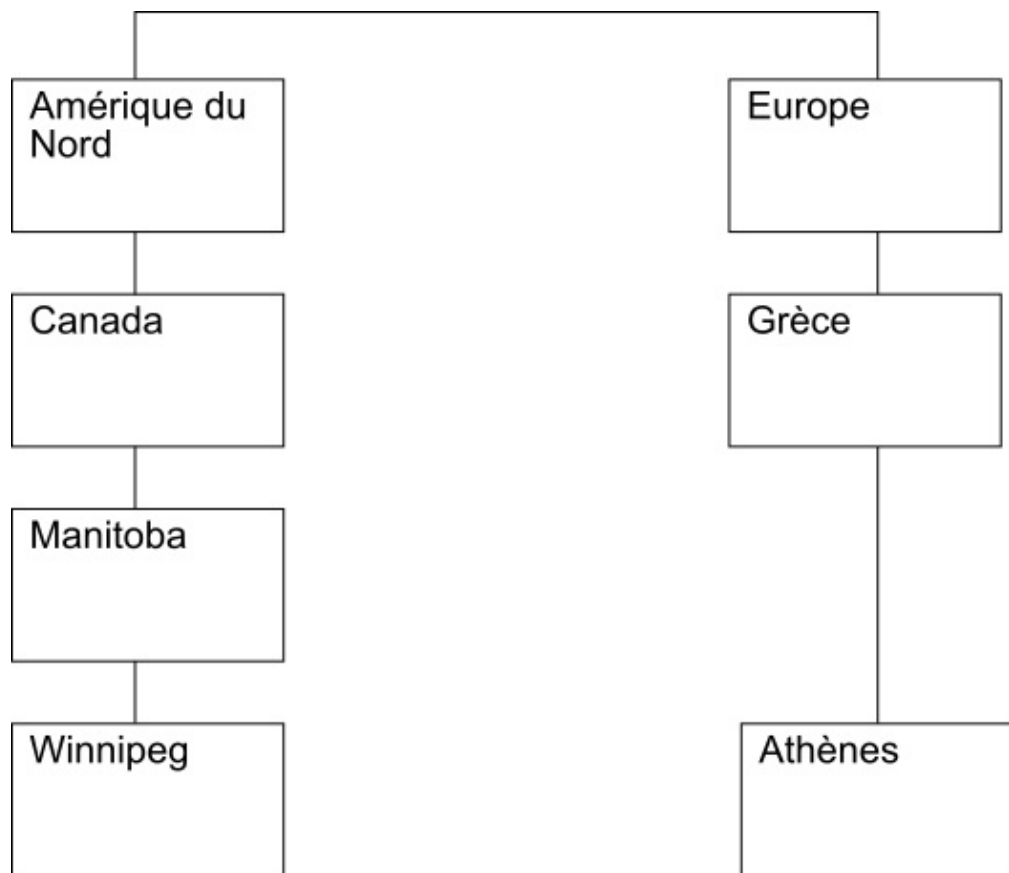 Amérique du
Nord
Europe
Canada
Grèce
Manitoba
Winnipeg
Athènes